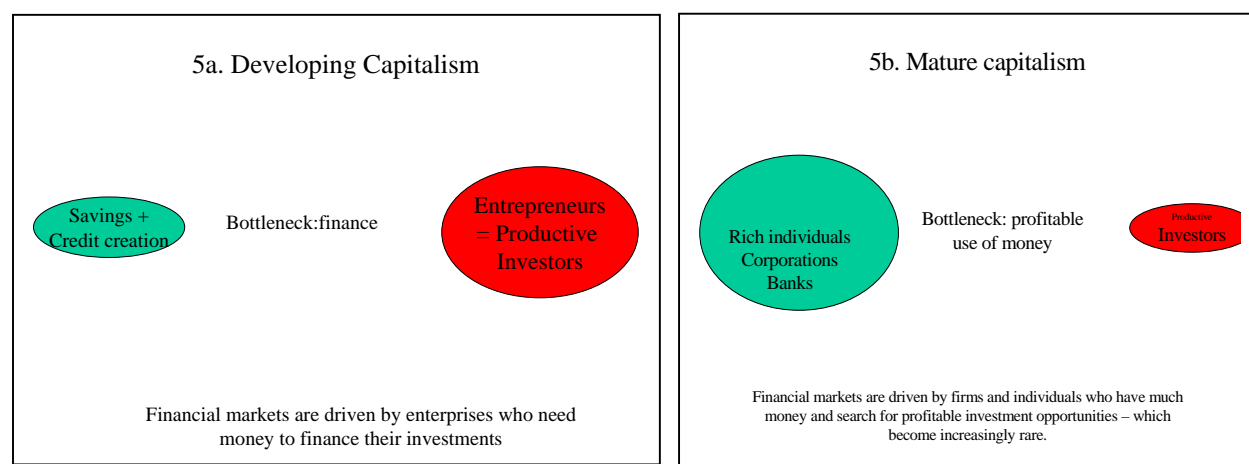 5a. Developing Capitalism
Savings +
Credit creation
Bottleneck:finance
Entrepreneurs
= Productive
Investors
Financial markets are driven by enterprises who need
money to finance their investments
5b. Mature capitalism
Rich individuals
Corporations
Banks
Bottleneck: profitable
use of money
Productive
Investors
Financial markets are driven by firms and individuals who have much
money and search for profitable investment opportunities – which
become increasingly rare.